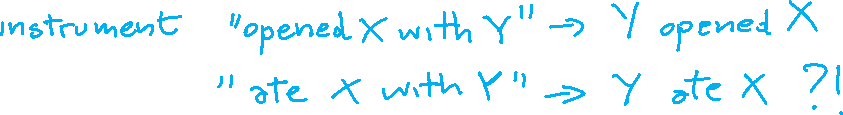 instrument "opened X with Y" → Y opened X
"ate X with Y" → Y ate X ?!